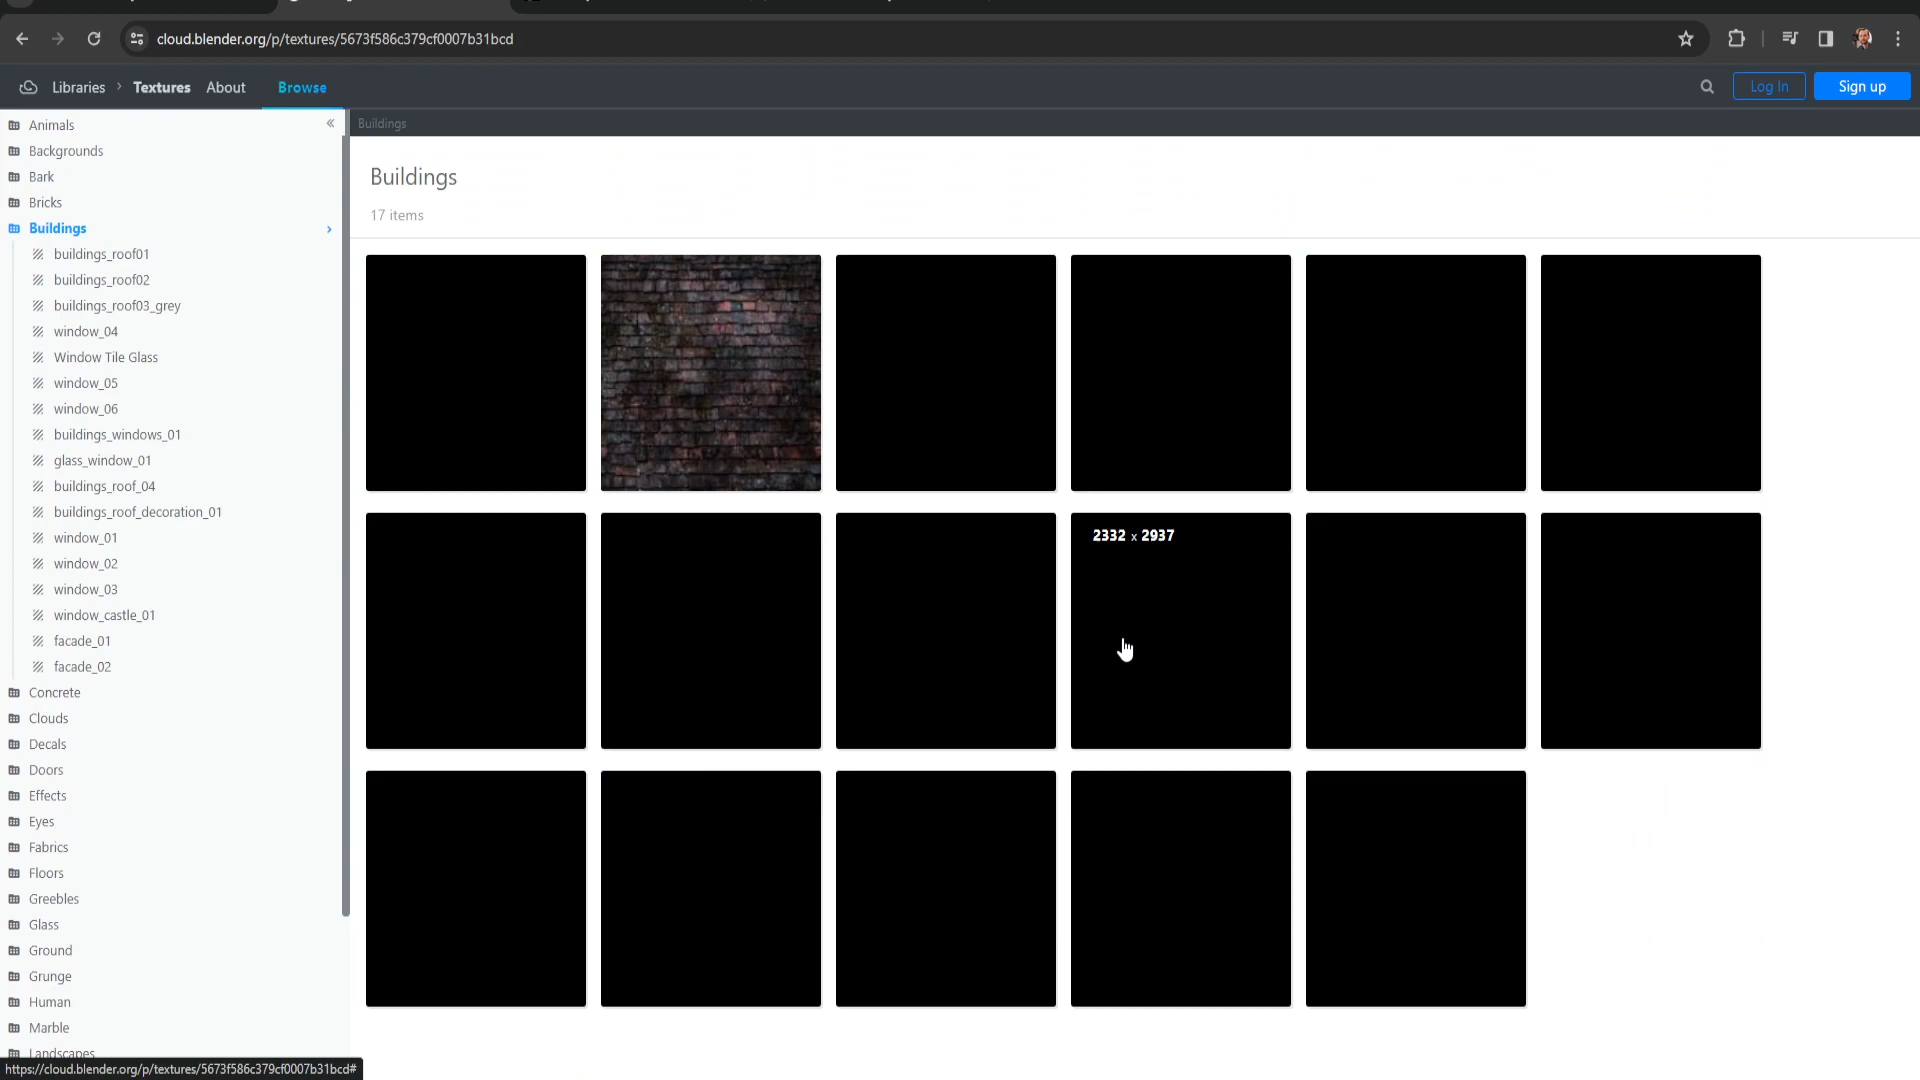 cloud.blender.org/p/textures/5673f586c379cf0007b31bcd
Libraries › Textures About Browse Log In Sign up
Animals
Backgrounds
Bark
Bricks
Buildings
buildings_roof01
buildings_roof02
buildings_roof03_grey
window_04
Window Tile Glass
window_05
window_06
buildings_windows_01
glass_window_01
buildings_roof_04
buildings_roof_decoration_01
window_01
window_02
window_03
window_castle_01
facade_01
facade_02
Concrete
Clouds
Decals
Doors
Effects
Eyes
Fabrics
Floors
Greebles
Glass
Ground
Grunge
Human
Marble
Landscapes
https://cloud.blender.org/p/textures/5673f586c379cf0007b31bcd#
Buildings
Buildings
17 items
2332 x 2937